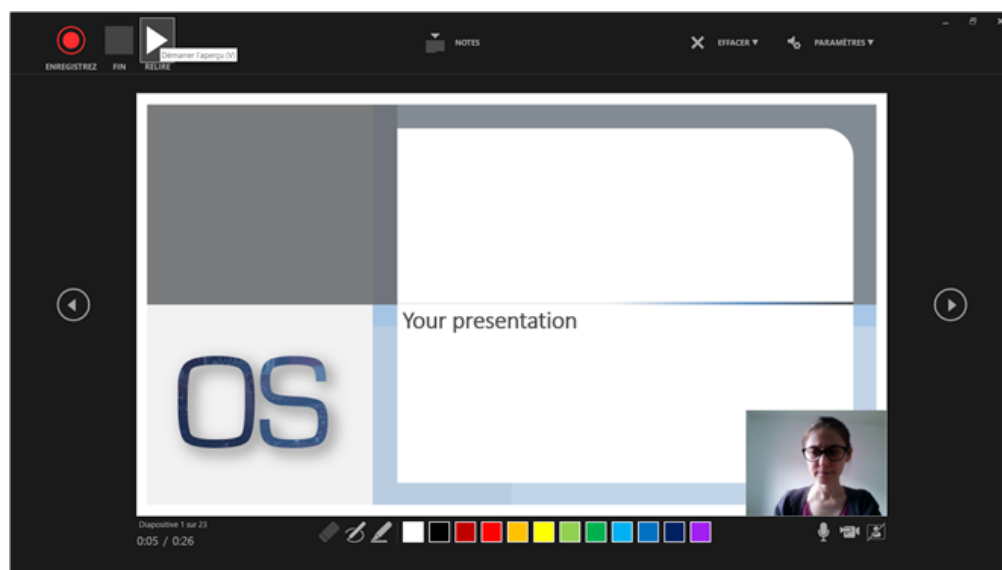 ENREGISTREZ
FIN
RELIRE
Démarrer l'aperçu (V)
NOTES
EFFACER
PARAMÈTRES
Your presentation
OS
Diapositive 1 sur 23
0:05 / 0:26